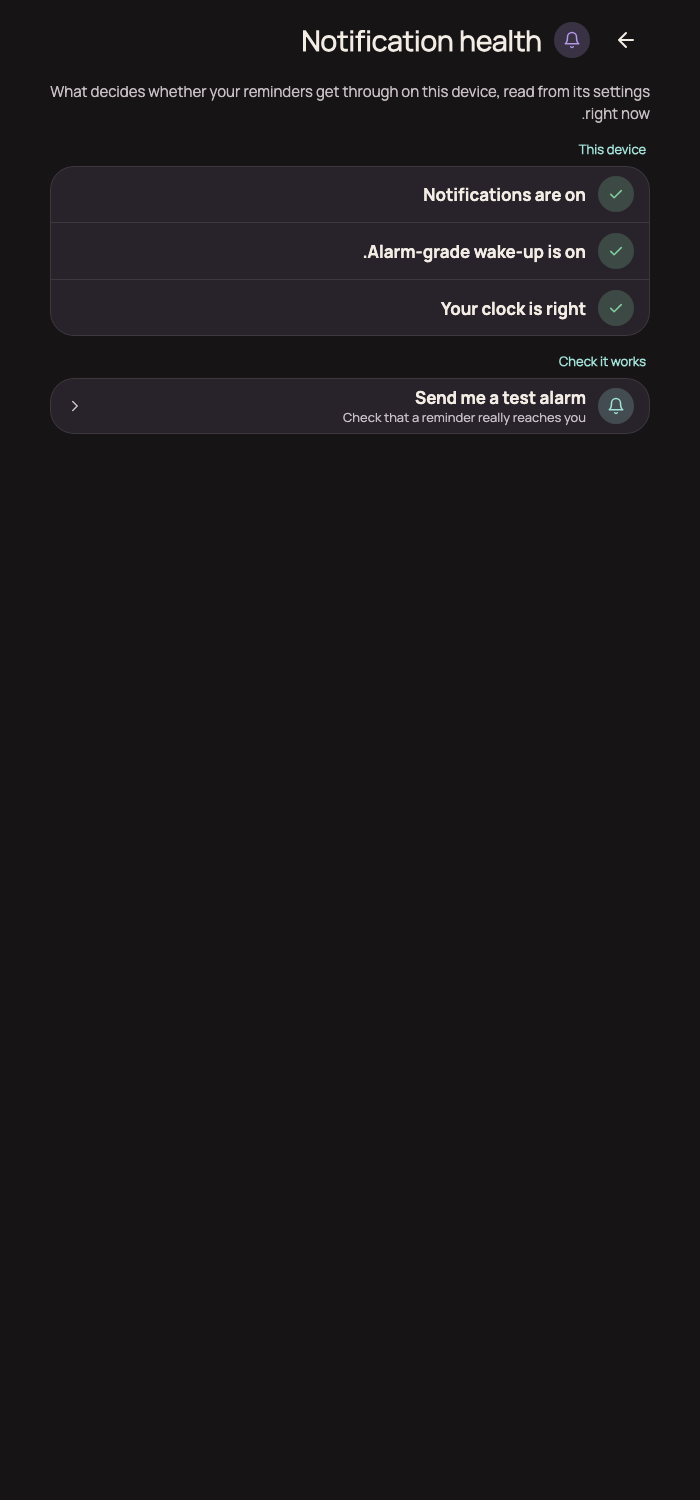 Notification health
What decides whether your reminders get through on this device, read from its settings
.right now
This device
Notifications are on
.Alarm-grade wake-up is on
Your clock is right
Check it works
Send me a test alarm
Check that a reminder really reaches you